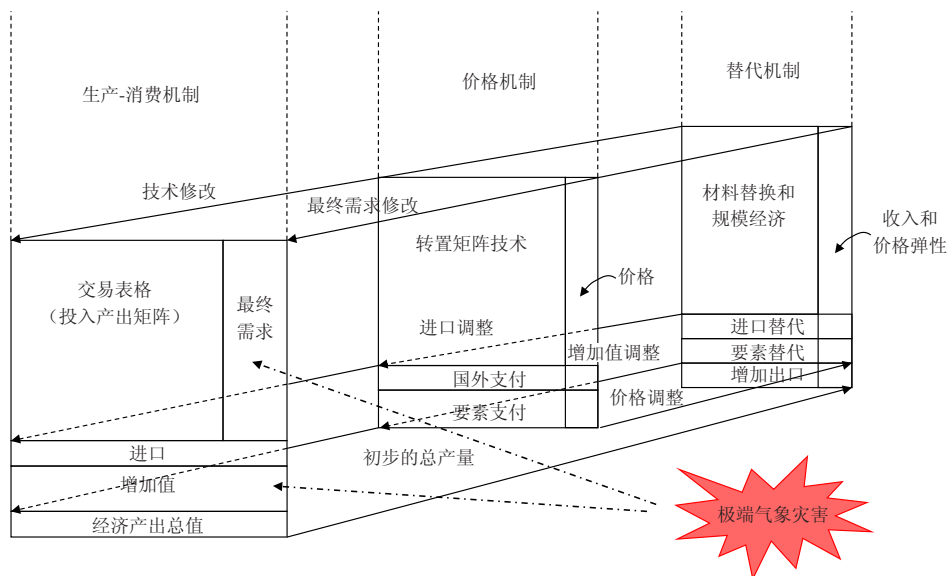 生产-消费机制
价格机制
替代机制
技术修改
最终需求修改
材料替换和
规模经济
收入和
价格弹性
转置矩阵技术
价格
交易表格
（投入产出矩阵）
最终
需求
进口调整
增加值调整
进口替代
要素替代
增加出口
国外支付
要素支付
价格调整
初步的总产量
进口
增加值
经济产出总值
极端气象灾害